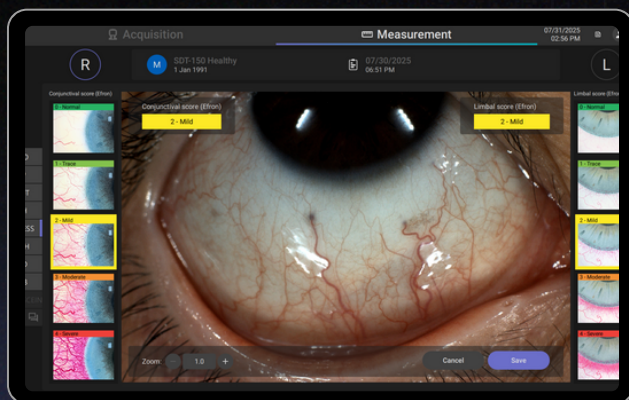 Acquisition
Measurement
07/31/2025
02:56 PM
R
M
SDT-150 Healthy
1 Jan 1991
07/30/2025
06:51 PM
L
Conjunctival score (Efron)
0 - Normal
1 - Trace
2 - Mild
3 - Moderate
4 - Severe
Conjunctival score (Efron)
2 - Mild
Limbal score (Efron)
2 - Mild
Limbal score (Efro
0 - Normal
1 - Trace
2 - Mild
3 - Moderate
4 - Severe
ESS
Zoom:
-
1.0
+
Cancel
Save